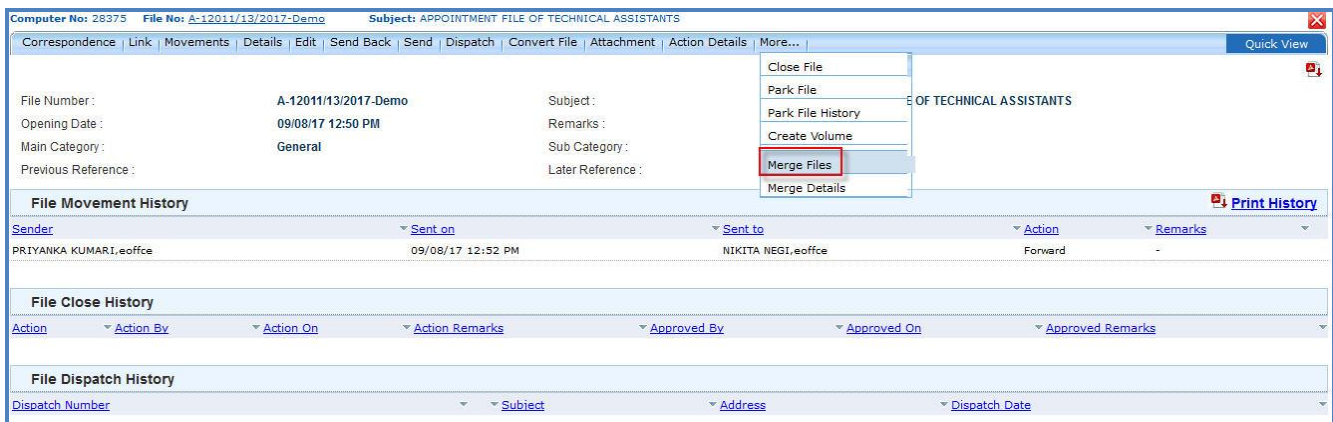 Computer No: 28375 File No: A-12011/13/2017-Demo Subject: APPOINTMENT FILE OF TECHNICAL ASSISTANTS
Correspondence | Link | Movements | Details | Edit | Send Back | Send | Dispatch | Convert File | Attachment | Action Details | More... | Quick View
Close File
Park File
Park File History
Create Volume
Merge Files
Merge Details
File Number : A-12011/13/2017-Demo Subject : E OF TECHNICAL ASSISTANTS
Opening Date : 09/08/17 12:50 PM Remarks :
Main Category : General Sub Category :
Previous Reference : Later Reference :
File Movement History Print History
Sender Sent on Sent to Action Remarks
PRIYANKA KUMARI,eoffce 09/08/17 12:52 PM NIKITA NEGI,eoffce Forward -
File Close History
Action Action By Action On Action Remarks Approved By Approved On Approved Remarks
File Dispatch History
Dispatch Number Subject Address Dispatch Date